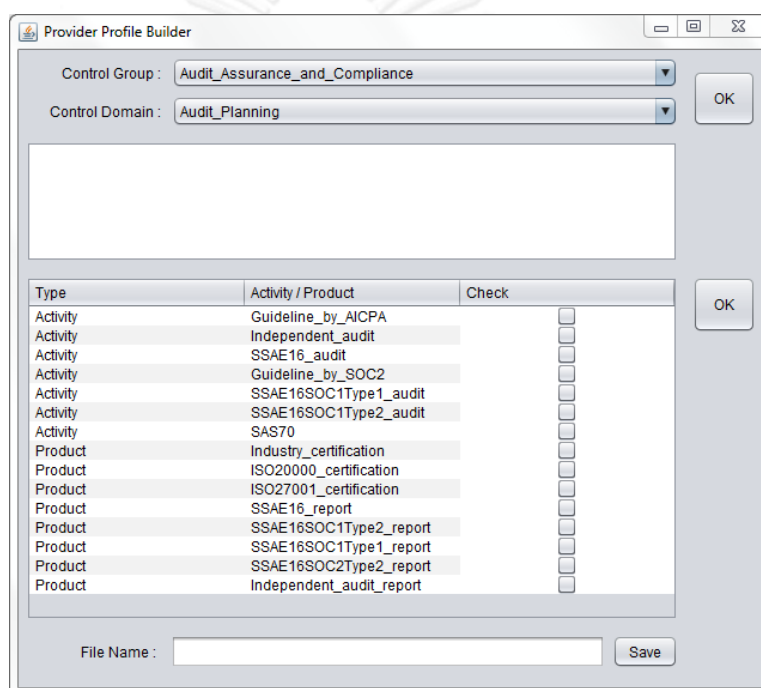 Provider Profile Builder
Control Group : Audit_Assurance_and_Compliance
OK
Control Domain : Audit_Planning
Type Activity / Product Check
OK
Activity Guideline_by_AICPA
Activity Independent_audit
Activity SSAE16_audit
Activity Guideline_by_SOC2
Activity SSAE16SOC1Type1_audit
Activity SSAE16SOC1Type2_audit
Activity SAS70
Product Industry_certification
Product ISO20000_certification
Product ISO27001_certification
Product SSAE16_report
Product SSAE16SOC1Type2_report
Product SSAE16SOC1Type1_report
Product SSAE16SOC2Type2_report
Product Independent_audit_report
File Name : Save